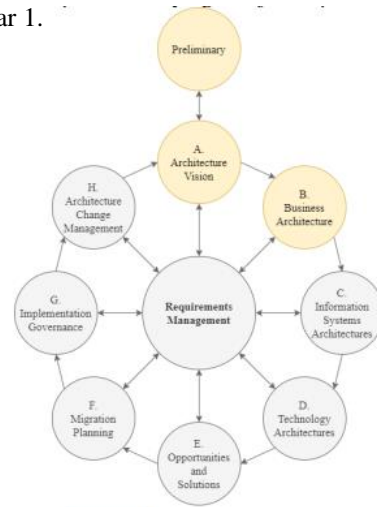 ar 1.
Preliminary
A.
Architecture
Vision
B.
Business
Architecture
C.
Information
Systems
Architectures
D.
Technology
Architectures
E.
Opportunities
and
Solutions
F.
Migration
Planning
G.
Implementation
Governance
H.
Architecture
Change
Management
Requirements
Management